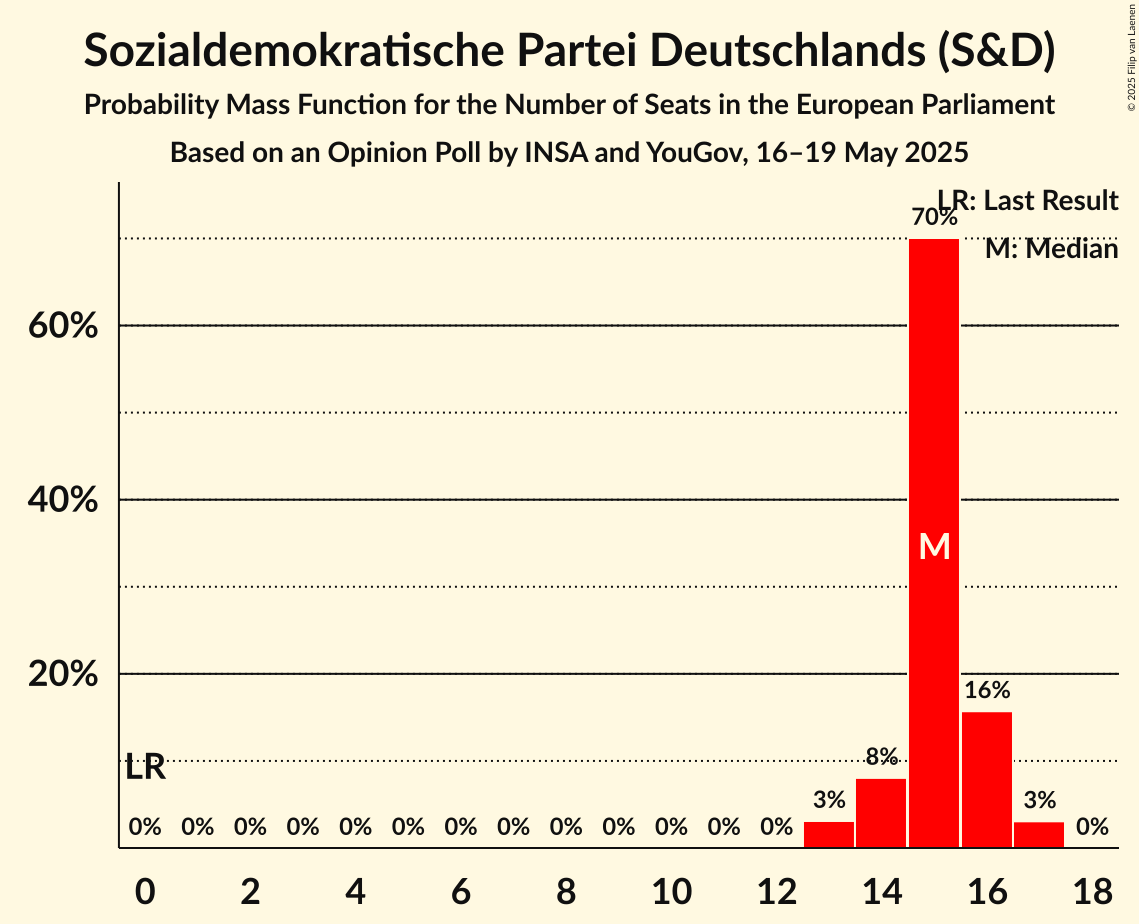 Sozialdemokratische Partei Deutschlands (S&D)
Probability Mass Function for the Number of Seats in the European Parliament
Based on an Opinion Poll by INSA and YouGov, 16–19 May 2025
© 2025 Filip van Laenen
LR: Last Result
M: Median
70%
60%
40%
M
20%
16%
LR
8%
3% 3%
0% 0% 0% 0% 0% 0% 0% 0% 0% 0% 0% 0% 0% 0%
0 2 4 6 8 10 12 14 16 18